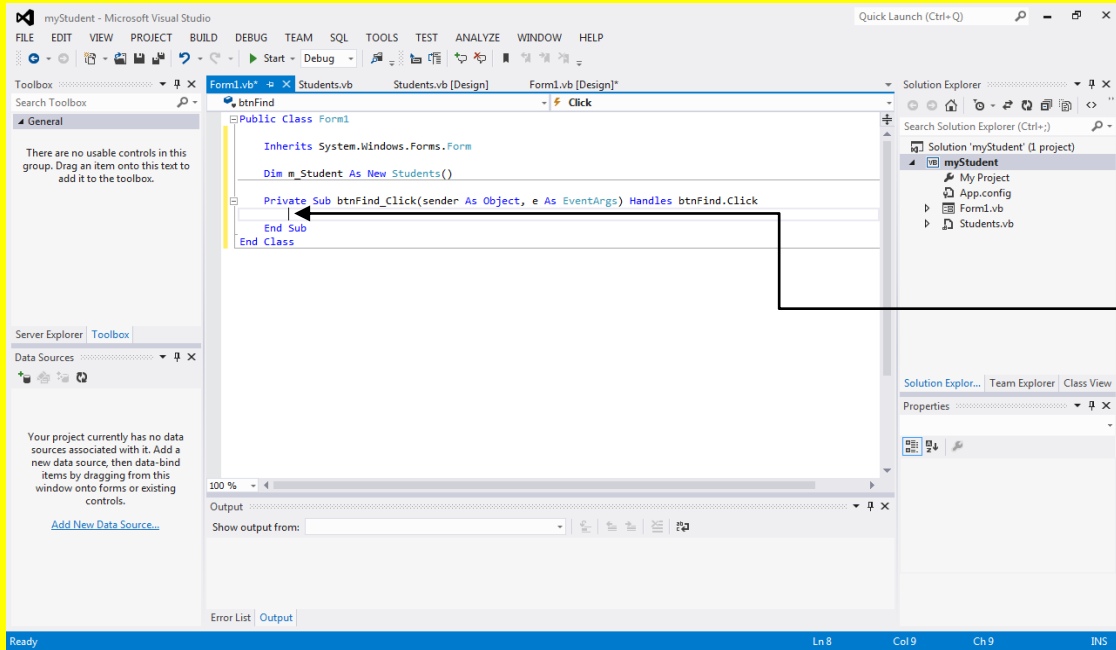 myStudent - Microsoft Visual Studio
Quick Launch (Ctrl+Q)
FILE EDIT VIEW PROJECT BUILD DEBUG TEAM SQL TOOLS TEST ANALYZE WINDOW HELP
Start Debug
Toolbox
Search Toolbox
General
There are no usable controls in this
group. Drag an item onto this text to
add it to the toolbox.
Server Explorer Toolbox
Data Sources
Your project currently has no data
sources associated with it. Add a
new data source, then data-bind
items by dragging from this
window onto forms or existing
controls.
Add New Data Source...
Form1.vb* Students.vb Students.vb [Design] Form1.vb [Design]*
btnFind Click
Public Class Form1
Inherits System.Windows.Forms.Form
Dim m_Student As New Students()
Private Sub btnFind_Click(sender As Object, e As EventArgs) Handles btnFind.Click
End Sub
End Class
100 %
Output
Show output from:
Error List Output
Solution Explorer
Search Solution Explorer (Ctrl+;)
Solution 'myStudent' (1 project)
VB myStudent
My Project
App.config
Form1.vb
Students.vb
Solution Explor... Team Explorer Class View
Properties
Ready Ln 8 Col 9 Ch 9 INS